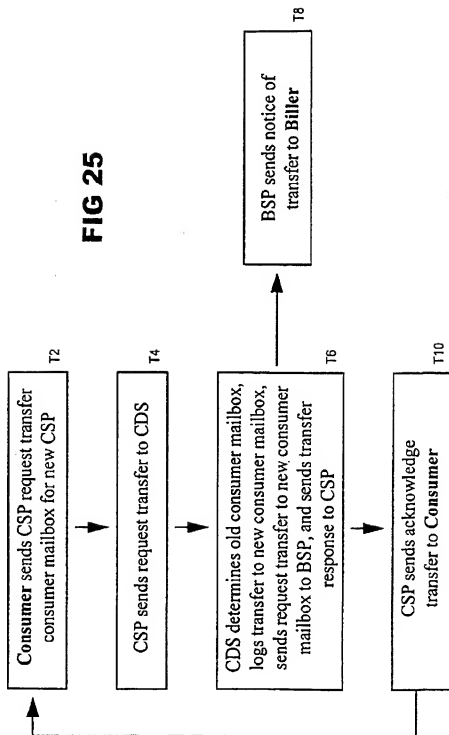 FIG 25
Consumer sends CSP request transfer
consumer mailbox for new CSP
T2
CSP sends request transfer to CDS
T4
CDS determines old consumer mailbox,
logs transfer to new consumer mailbox,
sends request transfer to new consumer
mailbox to BSP, and sends transfer
response to CSP
T6
BSP sends notice of
transfer to Biller
T8
CSP sends acknowledge
transfer to Consumer
T10